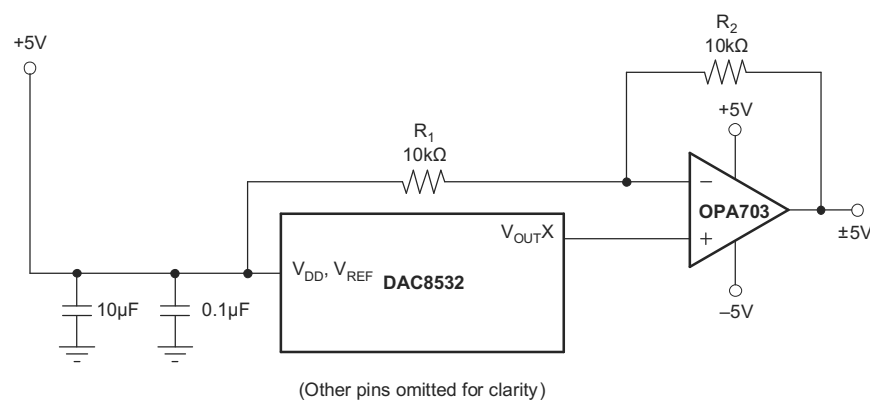 +5V
R2
10kΩ
+5V
R1
10kΩ
−
OPA703
±5V
VOUTX
+
VDD, VREF
DAC8532
10µF
0.1µF
–5V
(Other pins omitted for clarity)